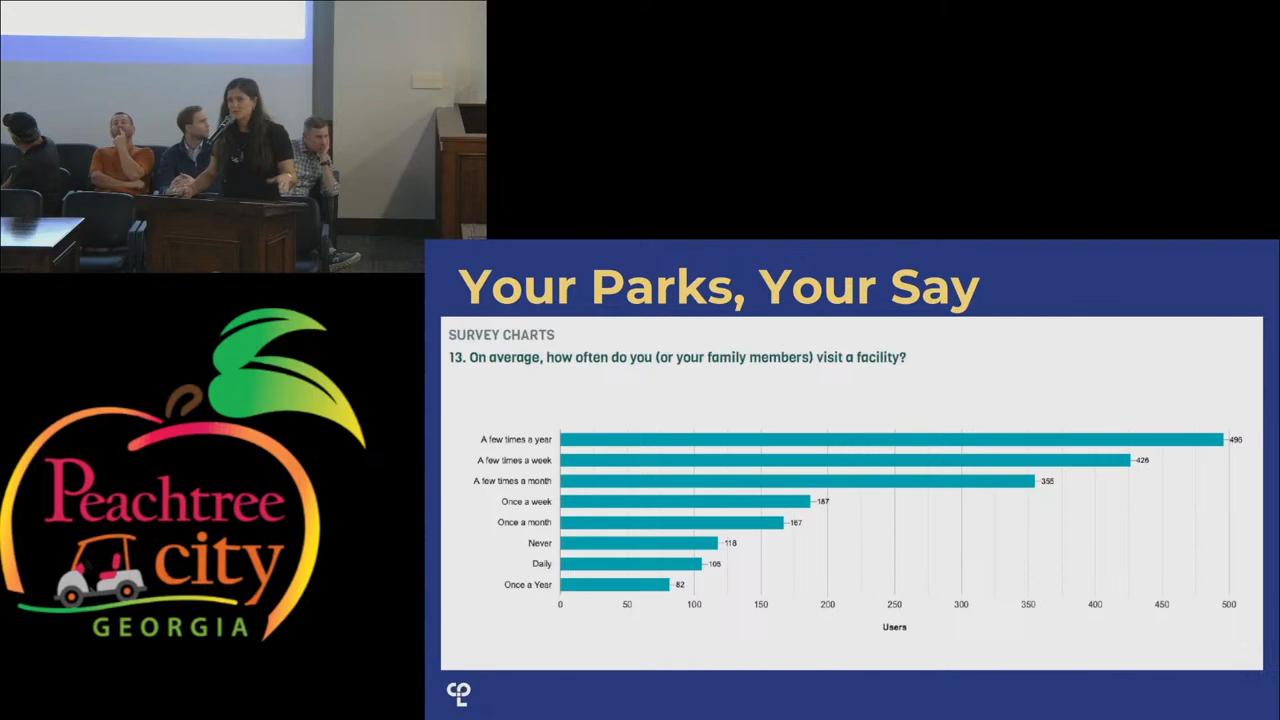 Your Parks, Your Say
SURVEY CHARTS
13. On average, how often do you (or your family members) visit a facility?
A few times a year 496
A few times a week 426
A few times a month 355
Once a week 187
Once a month 167
Never 118
Daily 106
Once a Year 82
0 50 100 150 200 250 300 350 400 450 500
Users
Peachtree
city
GEORGIA